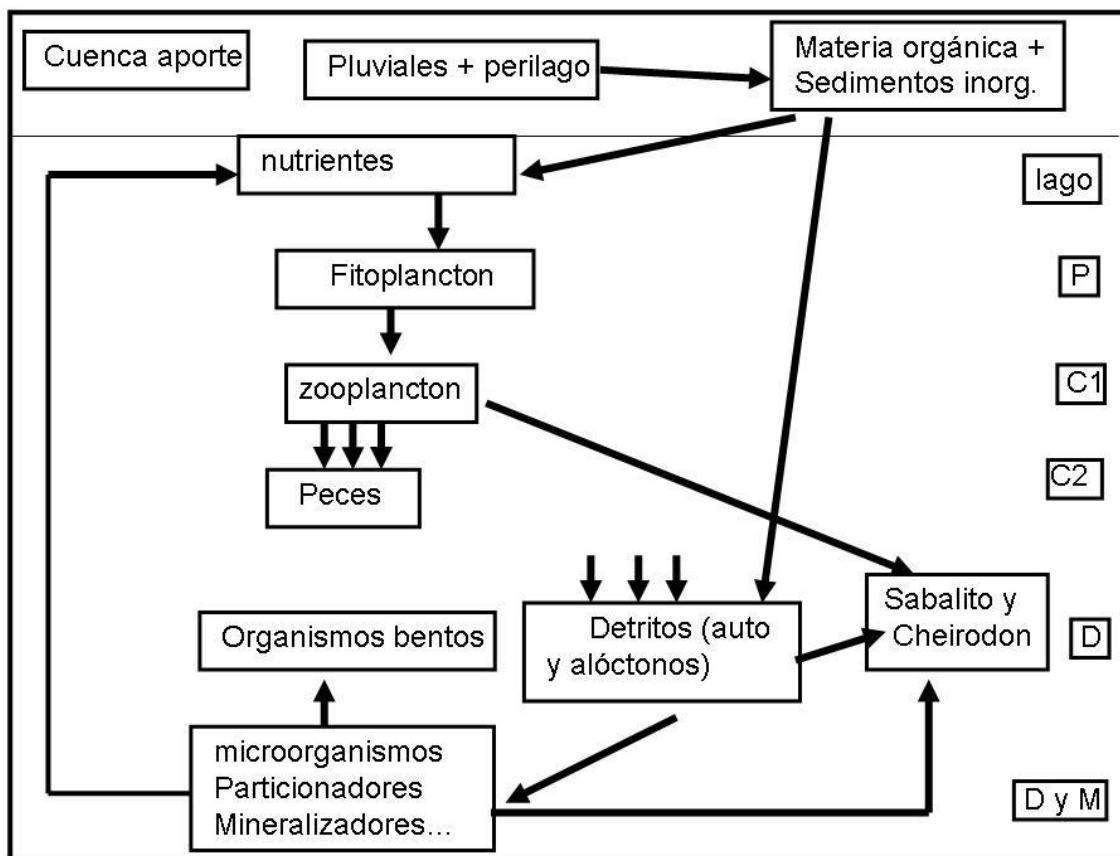 Cuenca aporte
Pluviales + perilago
Materia orgánica +
Sedimentos inorg.
nutrientes
lago
Fitoplancton
P
zooplancton
C1
Peces
C2
Sabalito y
Cheirodon
Detritos (auto
y alóctonos)
Organismos bentos
D
microorganismos
Particionadores
Mineralizadores...
D y M